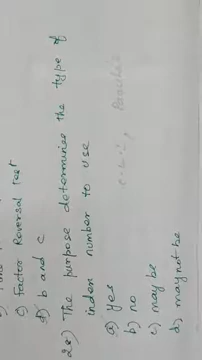 c) Factor Reversal Test
d) b and c
28) The purpose determines the type of
index number to use
a) yes
b) no
c) may be
d) may not be